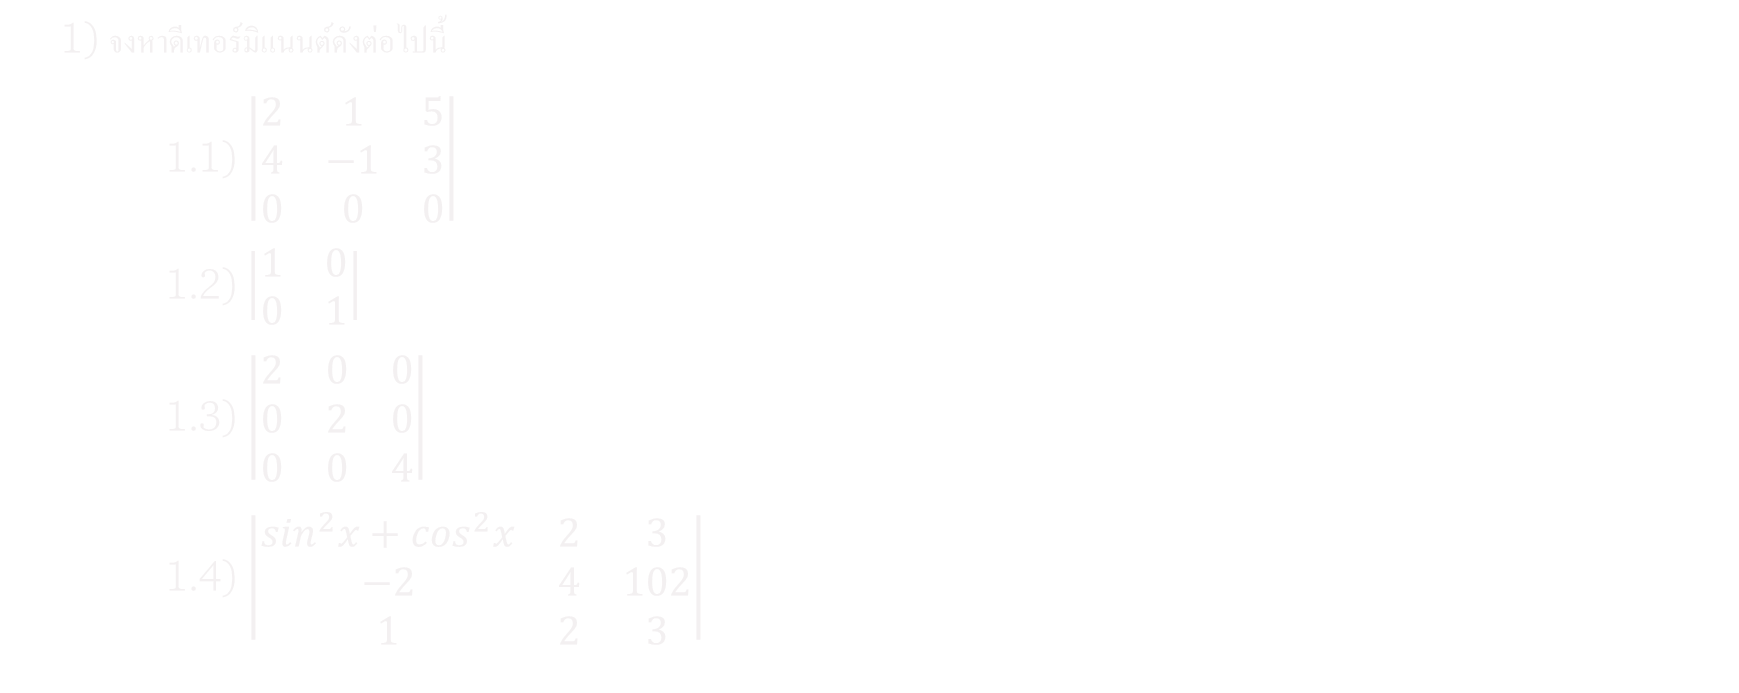 1) จงหาดีเทอร์มิแนนต์ดังต่อไปนี้
1.1) |2 1 5|
|4 −1 3|
|0 0 0|
1.2) |1 0|
|0 1|
1.3) |2 0 0|
|0 2 0|
|0 0 4|
1.4) |sin²x + cos²x 2 3|
|−2 4 102|
|1 2 3|